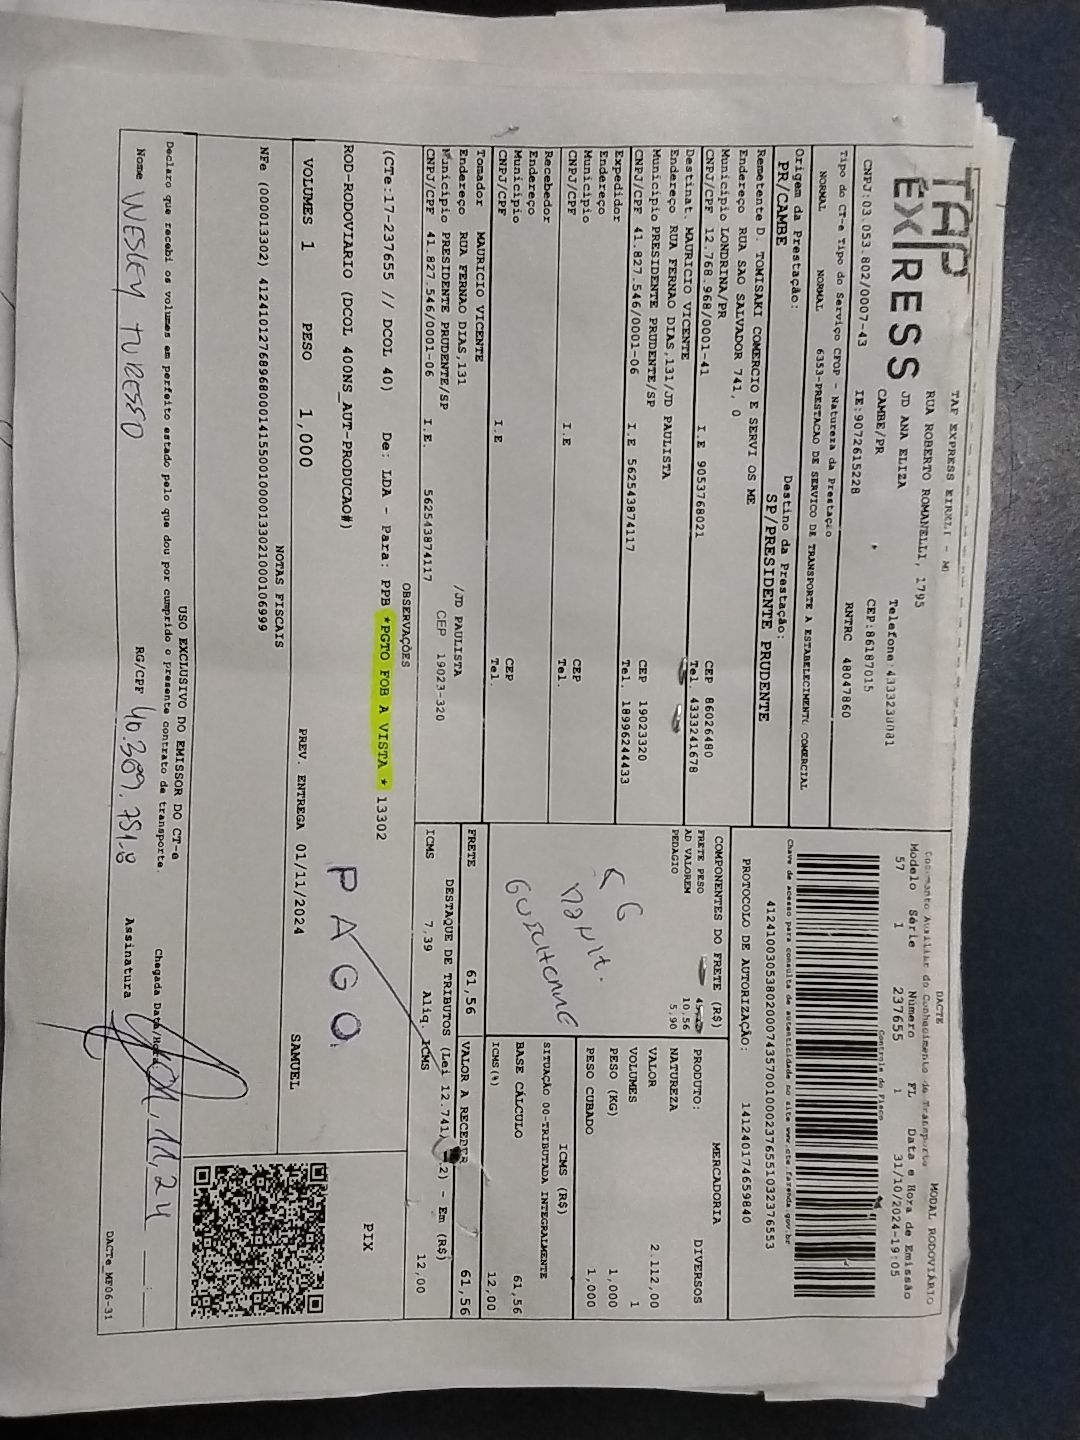 TAP
EXPRESS
TAF EXPRESS EIRELI - M
RUA ROBERTO ROMANELLI, 1795
JD ANA ELIZA
CAMBE/PR
Telefone:4333230081
CEP:86187015
CNPJ:03.053.802/0007-43 IE:9072615228 RNTRC 48047860
Tipo do CT-e Tipo do Serviço CFOP - Natureza da Prestação
NORMAL NORMAL 6353-PRESTACAO DE SERVICO DE TRANSPORTE A ESTABELECIMENTO COMERCIAL
Origem da Prestação: Destino da Prestação:
PR/CAMBE SP/PRESIDENTE PRUDENTE
Remetente D. TOMISAKI COMERCIO E SERVI OS ME
Endereço RUA SAO SALVADOR 741, 0
Municipio LONDRINA/PR CEP 86026480
CNPJ/CPF 12.768.968/0001-41 I.E 9053768021 Tel. 4333241678
Destinat. MAURICIO VICENTE
Endereço RUA FERNAO DIAS,131/JD PAULISTA
Municipio PRESIDENTE PRUDENTE/SP CEP 19023320
CNPJ/CPF 41.827.546/0001-06 I.E 562543874117 Tel. 18996244433
Expedidor
Endereço
Municipio CEP
CNPJ/CPF I.E Tel.
Recebedor
Endereço
Municipio CEP
CNPJ/CPF I.E Tel.
Tomador MAURICIO VICENTE
Endereço RUA FERNAO DIAS,131 /JD PAULISTA
Municipio PRESIDENTE PRUDENTE/SP CEP 19023-320
CNPJ/CPF 41.827.546/0001-06 I.E. 562543874117
DACTE MODAL RODOVIÁRIO
Documento Auxiliar do Conhecimento de Transporte
Modelo Série Número FL Data e Hora de Emissão
57 1 237655 1 31/10/2024-19:05
Controle do Fisco
Chave de acesso para consulta de autenticidade no site www.cte.fazenda.gov.br
41241003053802000743570010002376551032376553
PROTOCOLO DE AUTORIZAÇÃO: 141240174659840
COMPONENTES DO FRETE (R$)
FRETE PESO
AD VALOREM 10,56
PEDAGIO 5,90
MERCADORIA
PRODUTO: DIVERSOS
NATUREZA
VALOR 2.112,00
VOLUMES 1
PESO (KG) 1,000
PESO CUBADO 1,000
ICMS (R$)
SITUAÇÃO 00-TRIBUTADA INTEGRALMENTE
BASE CÁLCULO 61,56
ICMS(%) 12,00
FRETE 61,56 VALOR A RECEBER 61,56
DESTAQUE DE TRIBUTOS (Lei 12.741/ 2) - Em (R$)
ICMS 7,39 Aliq. ICMS 12,00
OBSERVAÇÕES
(CTe:17-237655 // DCOL 40) De: LDA - Para: PPB *PGTO FOB A VISTA * 13302
ROD-RODOVIARIO (DCOL 400NS_AUT-PRODUCAO#)
PAGO.
PIX
VOLUMES 1 PESO 1,000 PREV. ENTREGA 01/11/2024 SAMUEL
NOTAS FISCAIS
NFe (000013302) 41241012768968000141550010000133021000106999
USO EXCLUSIVO DO EMISSOR DO CT-e
Declaro que recebi os volumes em perfeito estado pelo que dou por cumprido o presente contrato de transporte.
Chegada Data/Hora
Nome WESLEY TURESSO RG/CPF 40.389.751-8 Assinatura
DACTe_MF06-31